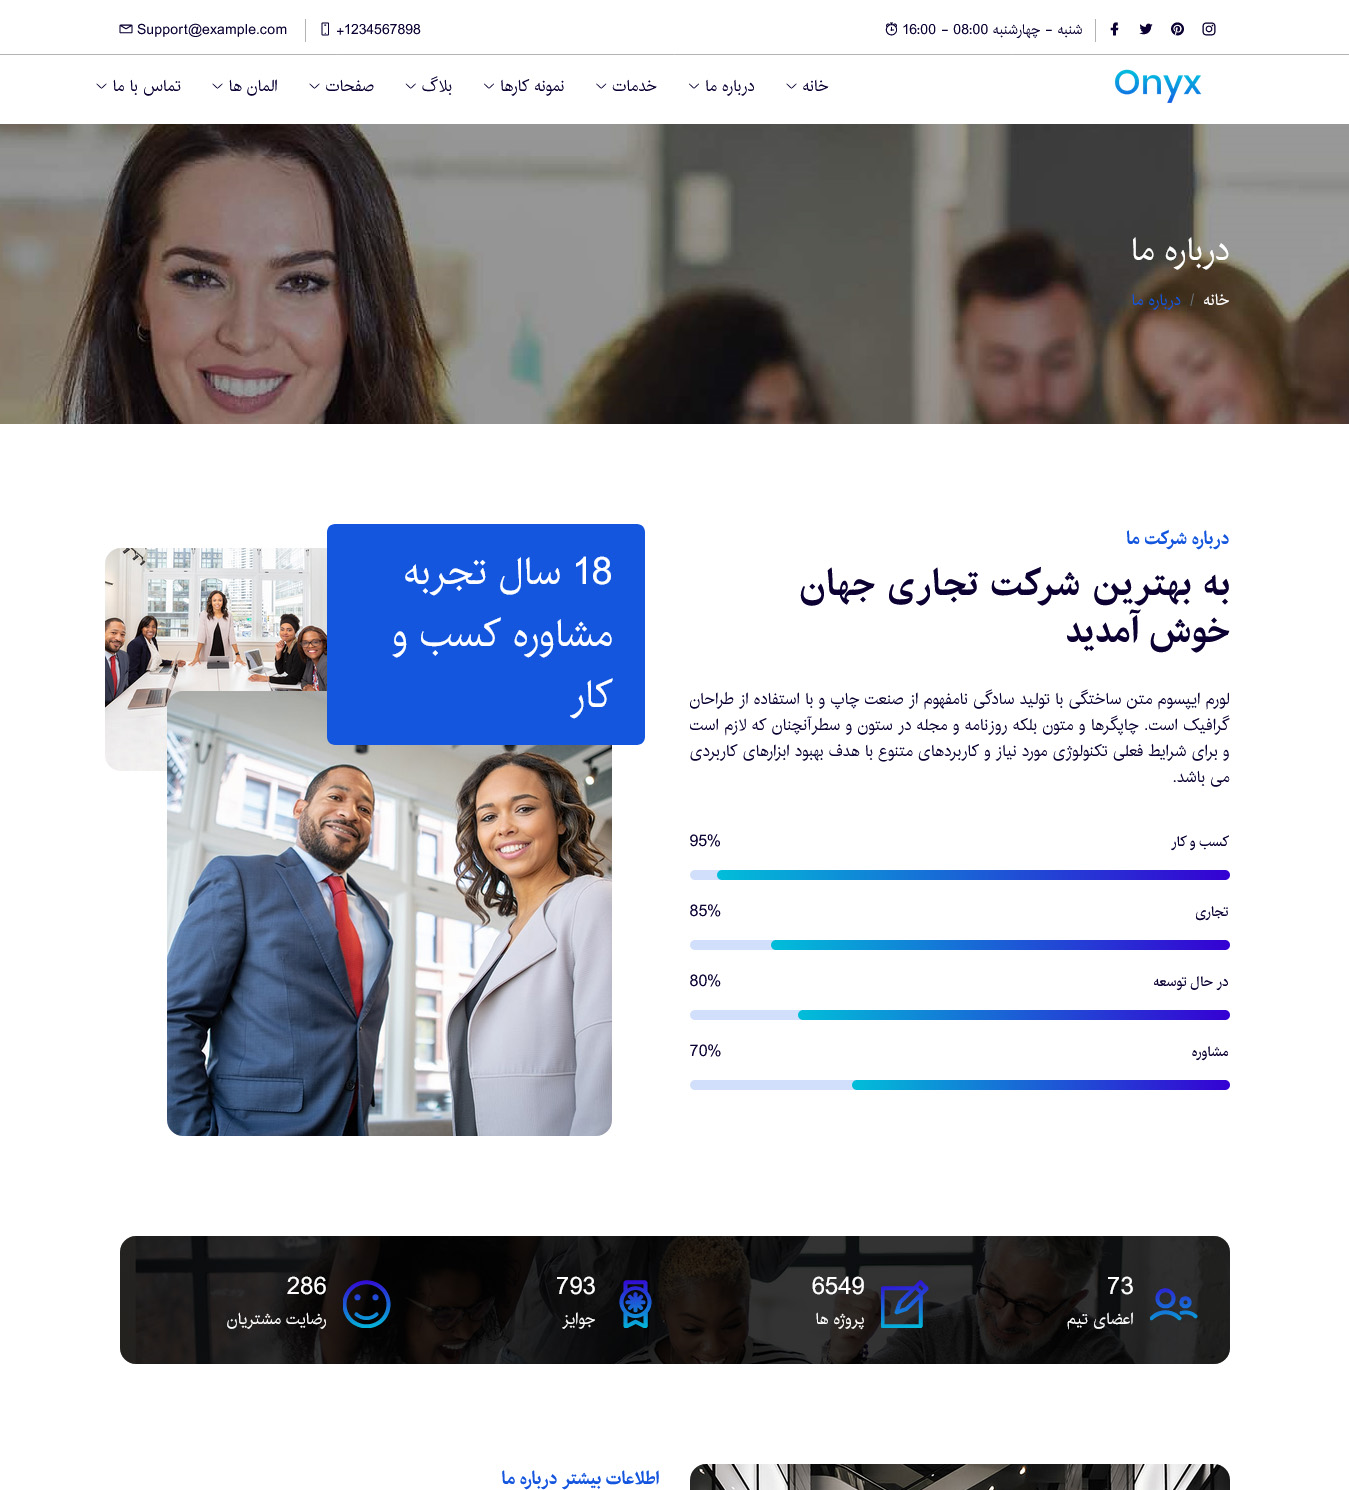 شنبه - چهارشنبه 08:00 - 16:00
+1234567898
Support@example.com
Onyx
خانه
درباره ما
خدمات
نمونه کارها
بلاگ
صفحات
المان ها
تماس با ما
درباره ما
خانه / درباره ما
درباره شرکت ما
به بهترین شرکت تجاری جهان
خوش آمدید
لورم ایپسوم متن ساختگی با تولید سادگی نامفهوم از صنعت چاپ و با استفاده از طراحان
گرافیک است. چاپگرها و متون بلکه روزنامه و مجله در ستون و سطرآنچنان که لازم است
و برای شرایط فعلی تکنولوژی مورد نیاز و کاربردهای متنوع با هدف بهبود ابزارهای کاربردی
می باشد.
کسب و کار
95%
تجاری
85%
در حال توسعه
80%
مشاوره
70%
18 سال تجربه
مشاوره کسب و
کار
73
اعضای تیم
6549
پروژه ها
793
جوایز
286
رضایت مشتریان
اطلاعات بیشتر درباره ما